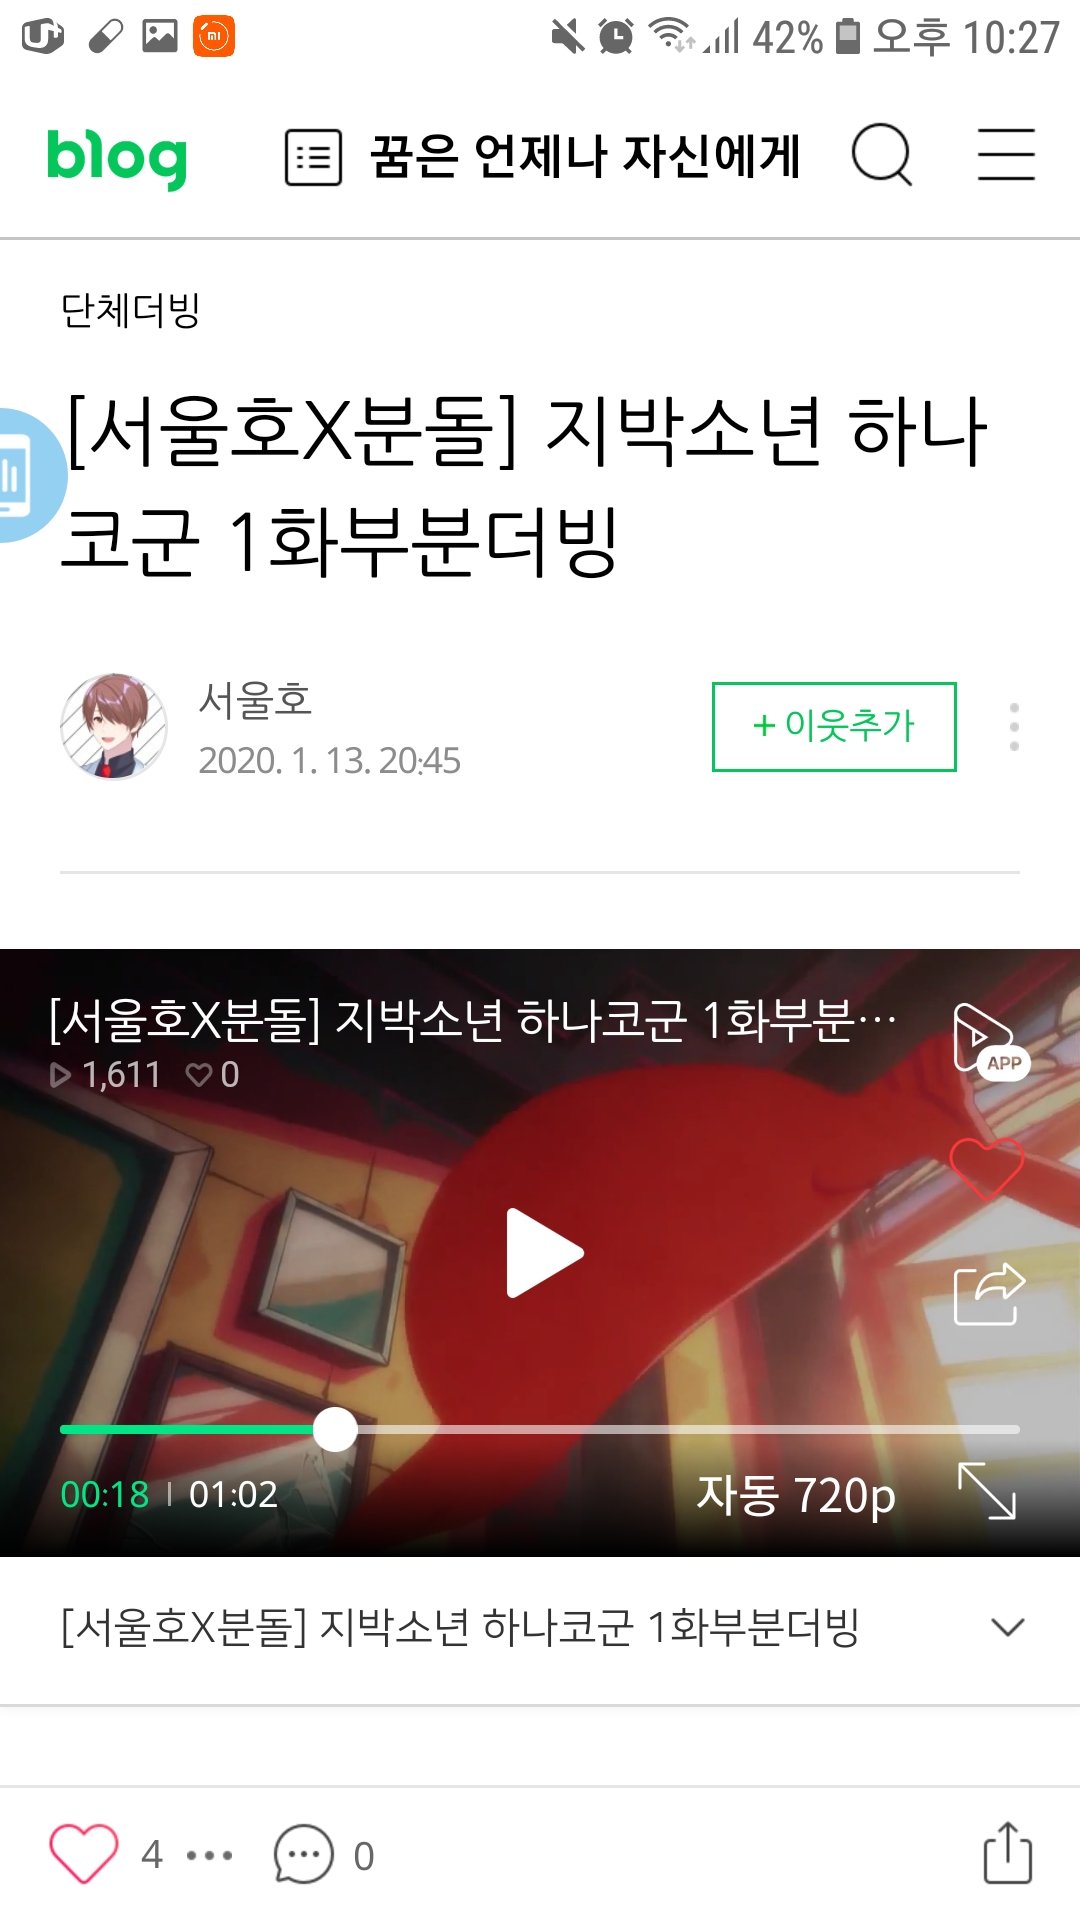 42% 오후 10:27
blog 꿈은 언제나 자신에게
단체더빙
[서울호X분돌] 지박소년 하나
코군 1화부분더빙
서울호
2020. 1. 13. 20:45
+ 이웃추가
[서울호X분돌] 지박소년 하나코군 1화부분…
1,611 0
APP
00:18 01:02
자동 720p
[서울호X분돌] 지박소년 하나코군 1화부분더빙
4 0